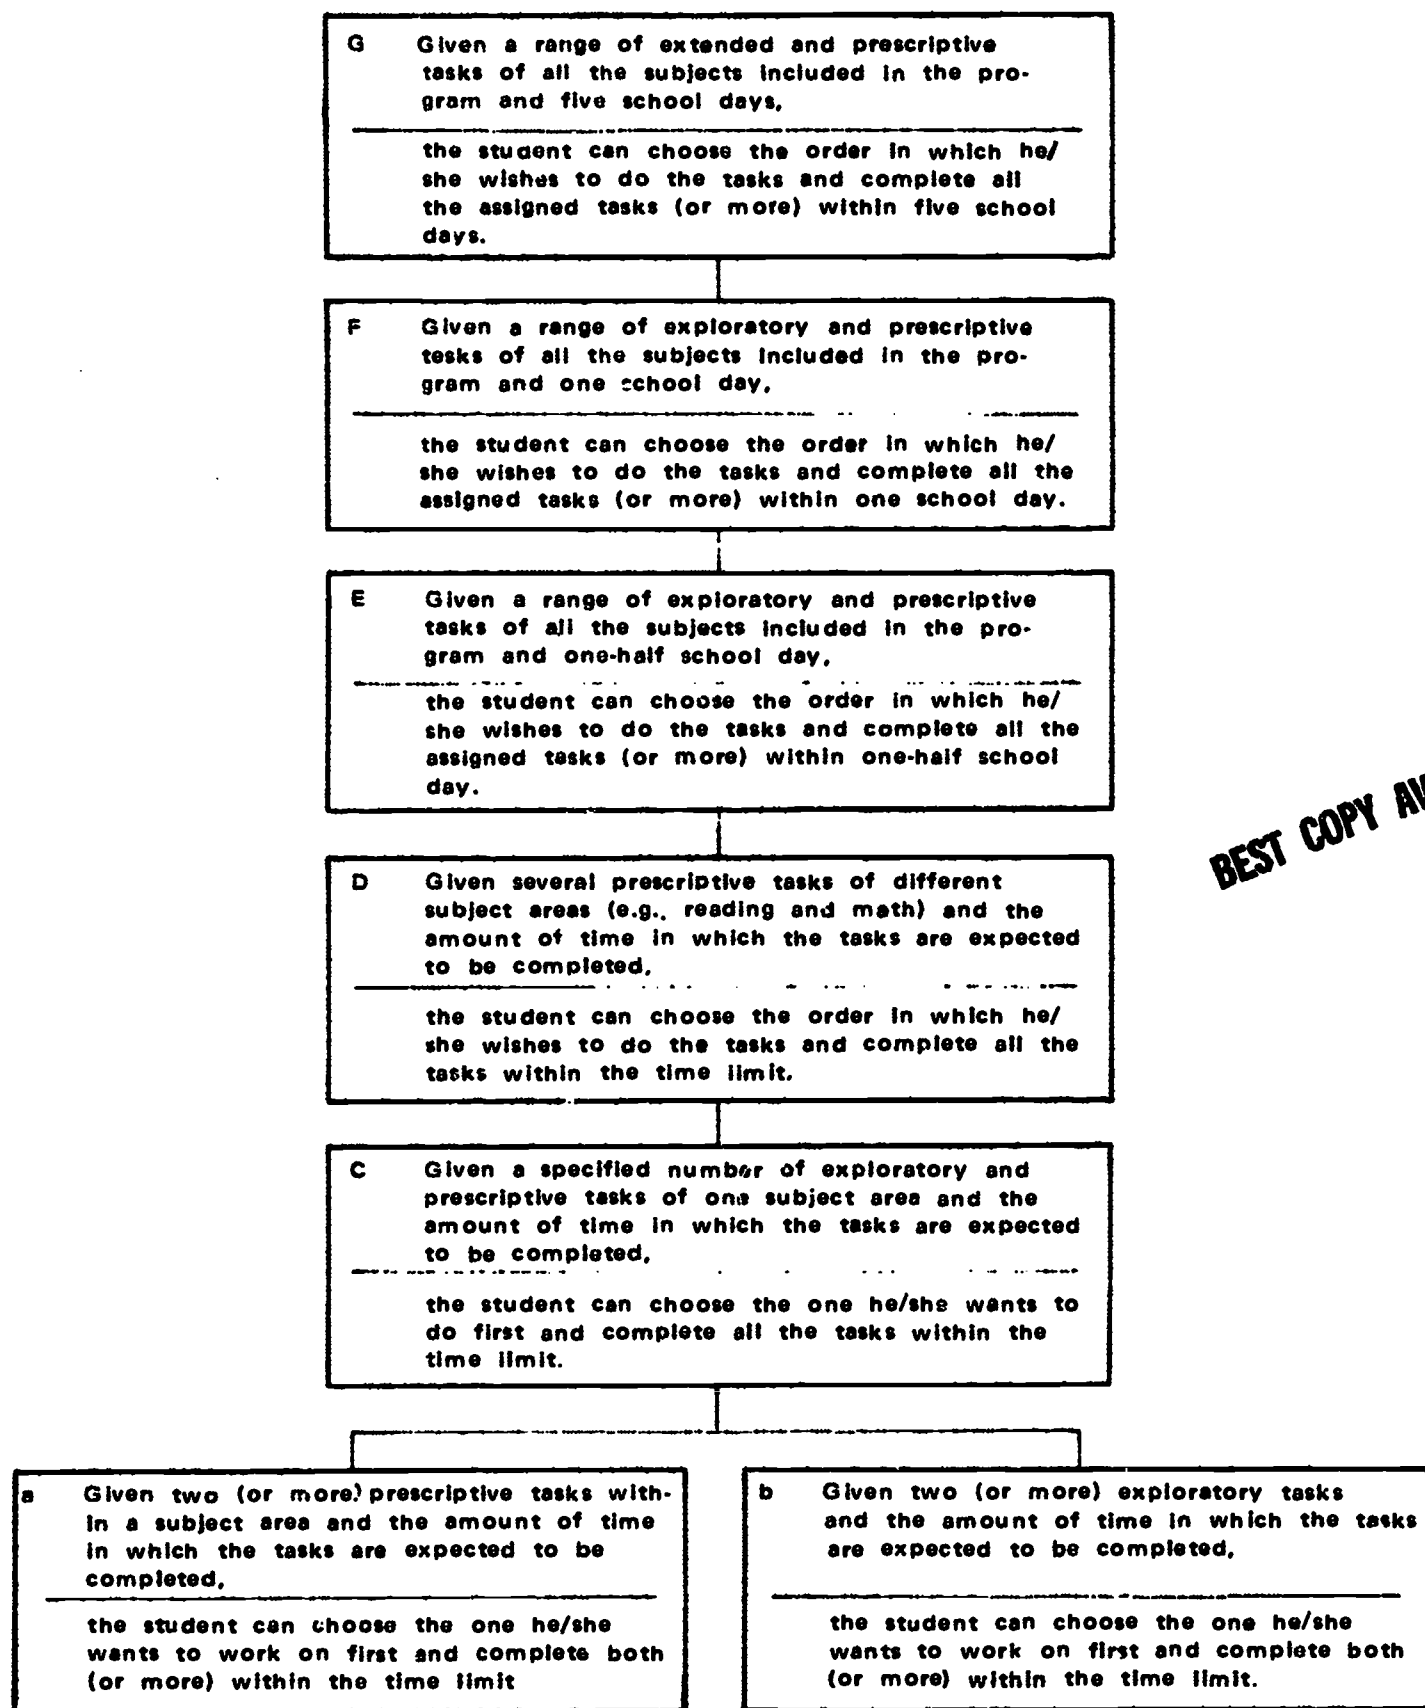 G Given a range of extended and prescriptive
tasks of all the subjects included in the pro-
gram and five school days,
the student can choose the order in which he/
she wishes to do the tasks and complete all
the assigned tasks (or more) within five school
days.
F Given a range of exploratory and prescriptive
tasks of all the subjects included in the pro-
gram and one school day,
the student can choose the order in which he/
she wishes to do the tasks and complete all the
assigned tasks (or more) within one school day.
E Given a range of exploratory and prescriptive
tasks of all the subjects included in the pro-
gram and one-half school day,
the student can choose the order in which he/
she wishes to do the tasks and complete all the
assigned tasks (or more) within one-half school
day.
BEST COPY AV
D Given several prescriptive tasks of different
subject areas (e.g., reading and math) and the
amount of time in which the tasks are expected
to be completed,
the student can choose the order in which he/
she wishes to do the tasks and complete all the
tasks within the time limit.
C Given a specified number of exploratory and
prescriptive tasks of one subject area and the
amount of time in which the tasks are expected
to be completed,
the student can choose the one he/she wants to
do first and complete all the tasks within the
time limit.
a Given two (or more) prescriptive tasks with-
in a subject area and the amount of time
in which the tasks are expected to be
completed,
the student can choose the one he/she
wants to work on first and complete both
(or more) within the time limit
b Given two (or more) exploratory tasks
and the amount of time in which the tasks
are expected to be completed,
the student can choose the one he/she
wants to work on first and complete both
(or more) within the time limit.